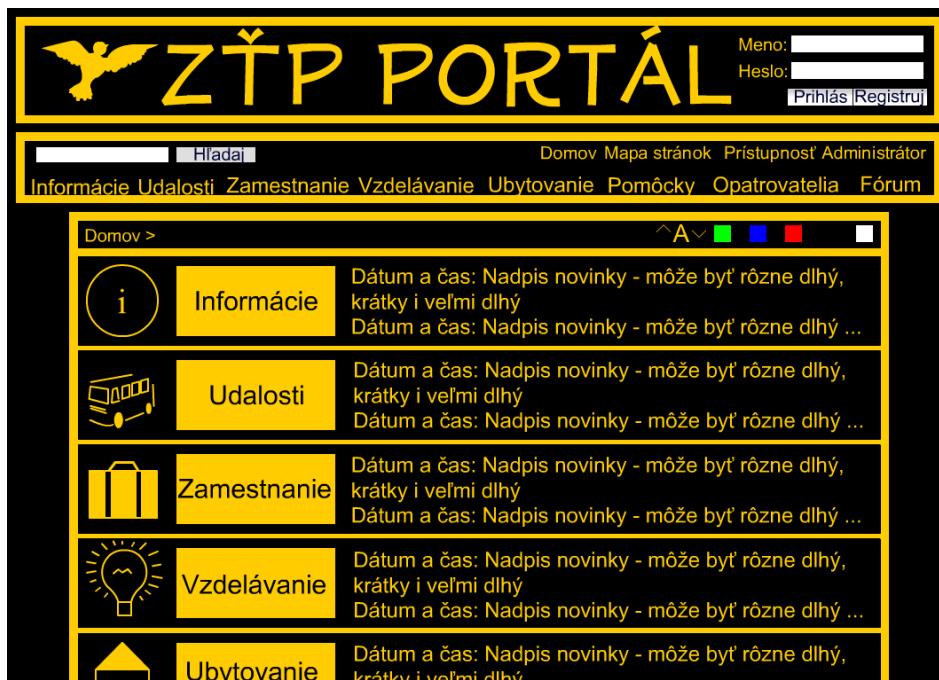 ZŤP PORTÁL
Meno:
Heslo:
Prihlás Registruj
Hľadaj
Domov Mapa stránok Prístupnosť Administrátor
Informácie Udalosti Zamestnanie Vzdelávanie Ubytovanie Pomôcky Opatrovatelia Fórum
Domov >
A
i
Informácie
Dátum a čas: Nadpis novinky - môže byť rôzne dlhý,
krátky i veľmi dlhý
Dátum a čas: Nadpis novinky - môže byť rôzne dlhý ...
Udalosti
Dátum a čas: Nadpis novinky - môže byť rôzne dlhý,
krátky i veľmi dlhý
Dátum a čas: Nadpis novinky - môže byť rôzne dlhý ...
Zamestnanie
Dátum a čas: Nadpis novinky - môže byť rôzne dlhý,
krátky i veľmi dlhý
Dátum a čas: Nadpis novinky - môže byť rôzne dlhý ...
Vzdelávanie
Dátum a čas: Nadpis novinky - môže byť rôzne dlhý,
krátky i veľmi dlhý
Dátum a čas: Nadpis novinky - môže byť rôzne dlhý ...
Ubytovanie
Dátum a čas: Nadpis novinky - môže byť rôzne dlhý,
krátky i veľmi dlhý